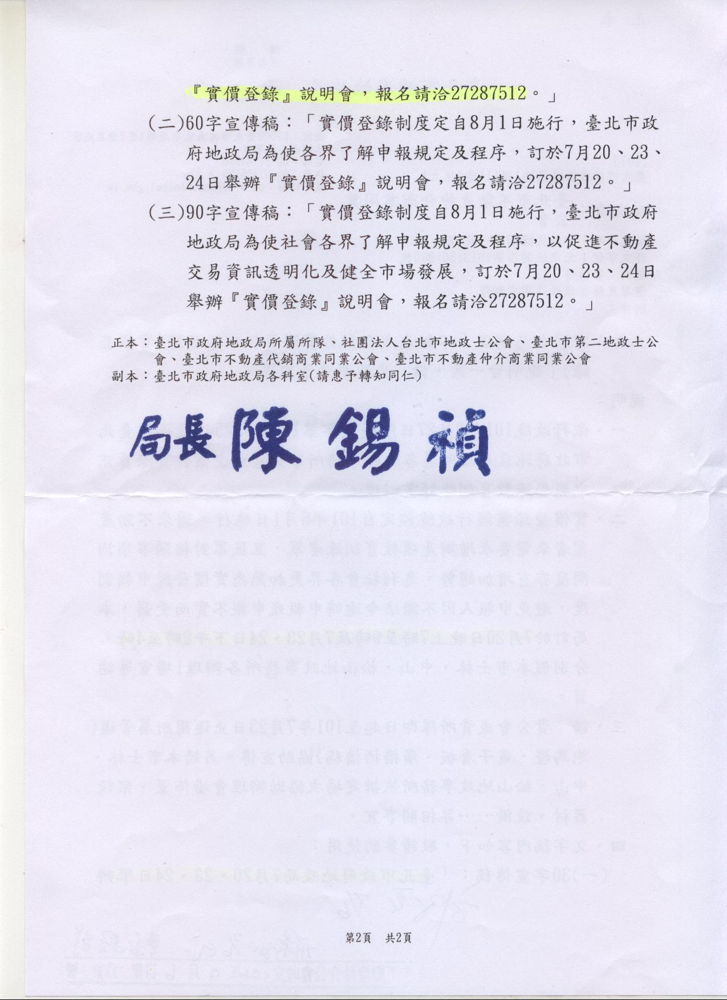 『實價登錄』說明會，報名請洽27287512。」
(二)60字宣傳稿：「實價登錄制度定自8月1日施行，臺北市政
府地政局為使各界了解申報規定及程序，訂於7月20、23、
24日舉辦『實價登錄』說明會，報名請洽27287512。」
(三)90字宣傳稿：「實價登錄制度自8月1日施行，臺北市政府
地政局為使社會各界了解申報規定及程序，以促進不動產
交易資訊透明化及健全市場發展，訂於7月20、23、24日
舉辦『實價登錄』說明會，報名請洽27287512。」
正本：臺北市政府地政局所屬所隊、社團法人台北市地政士公會、臺北市第二地政士公
會、臺北市不動產代銷商業同業公會、臺北市不動產仲介商業同業公會
副本：臺北市政府地政局各科室(請惠予轉知同仁)
局長 陳錫禎
第2頁 共2頁